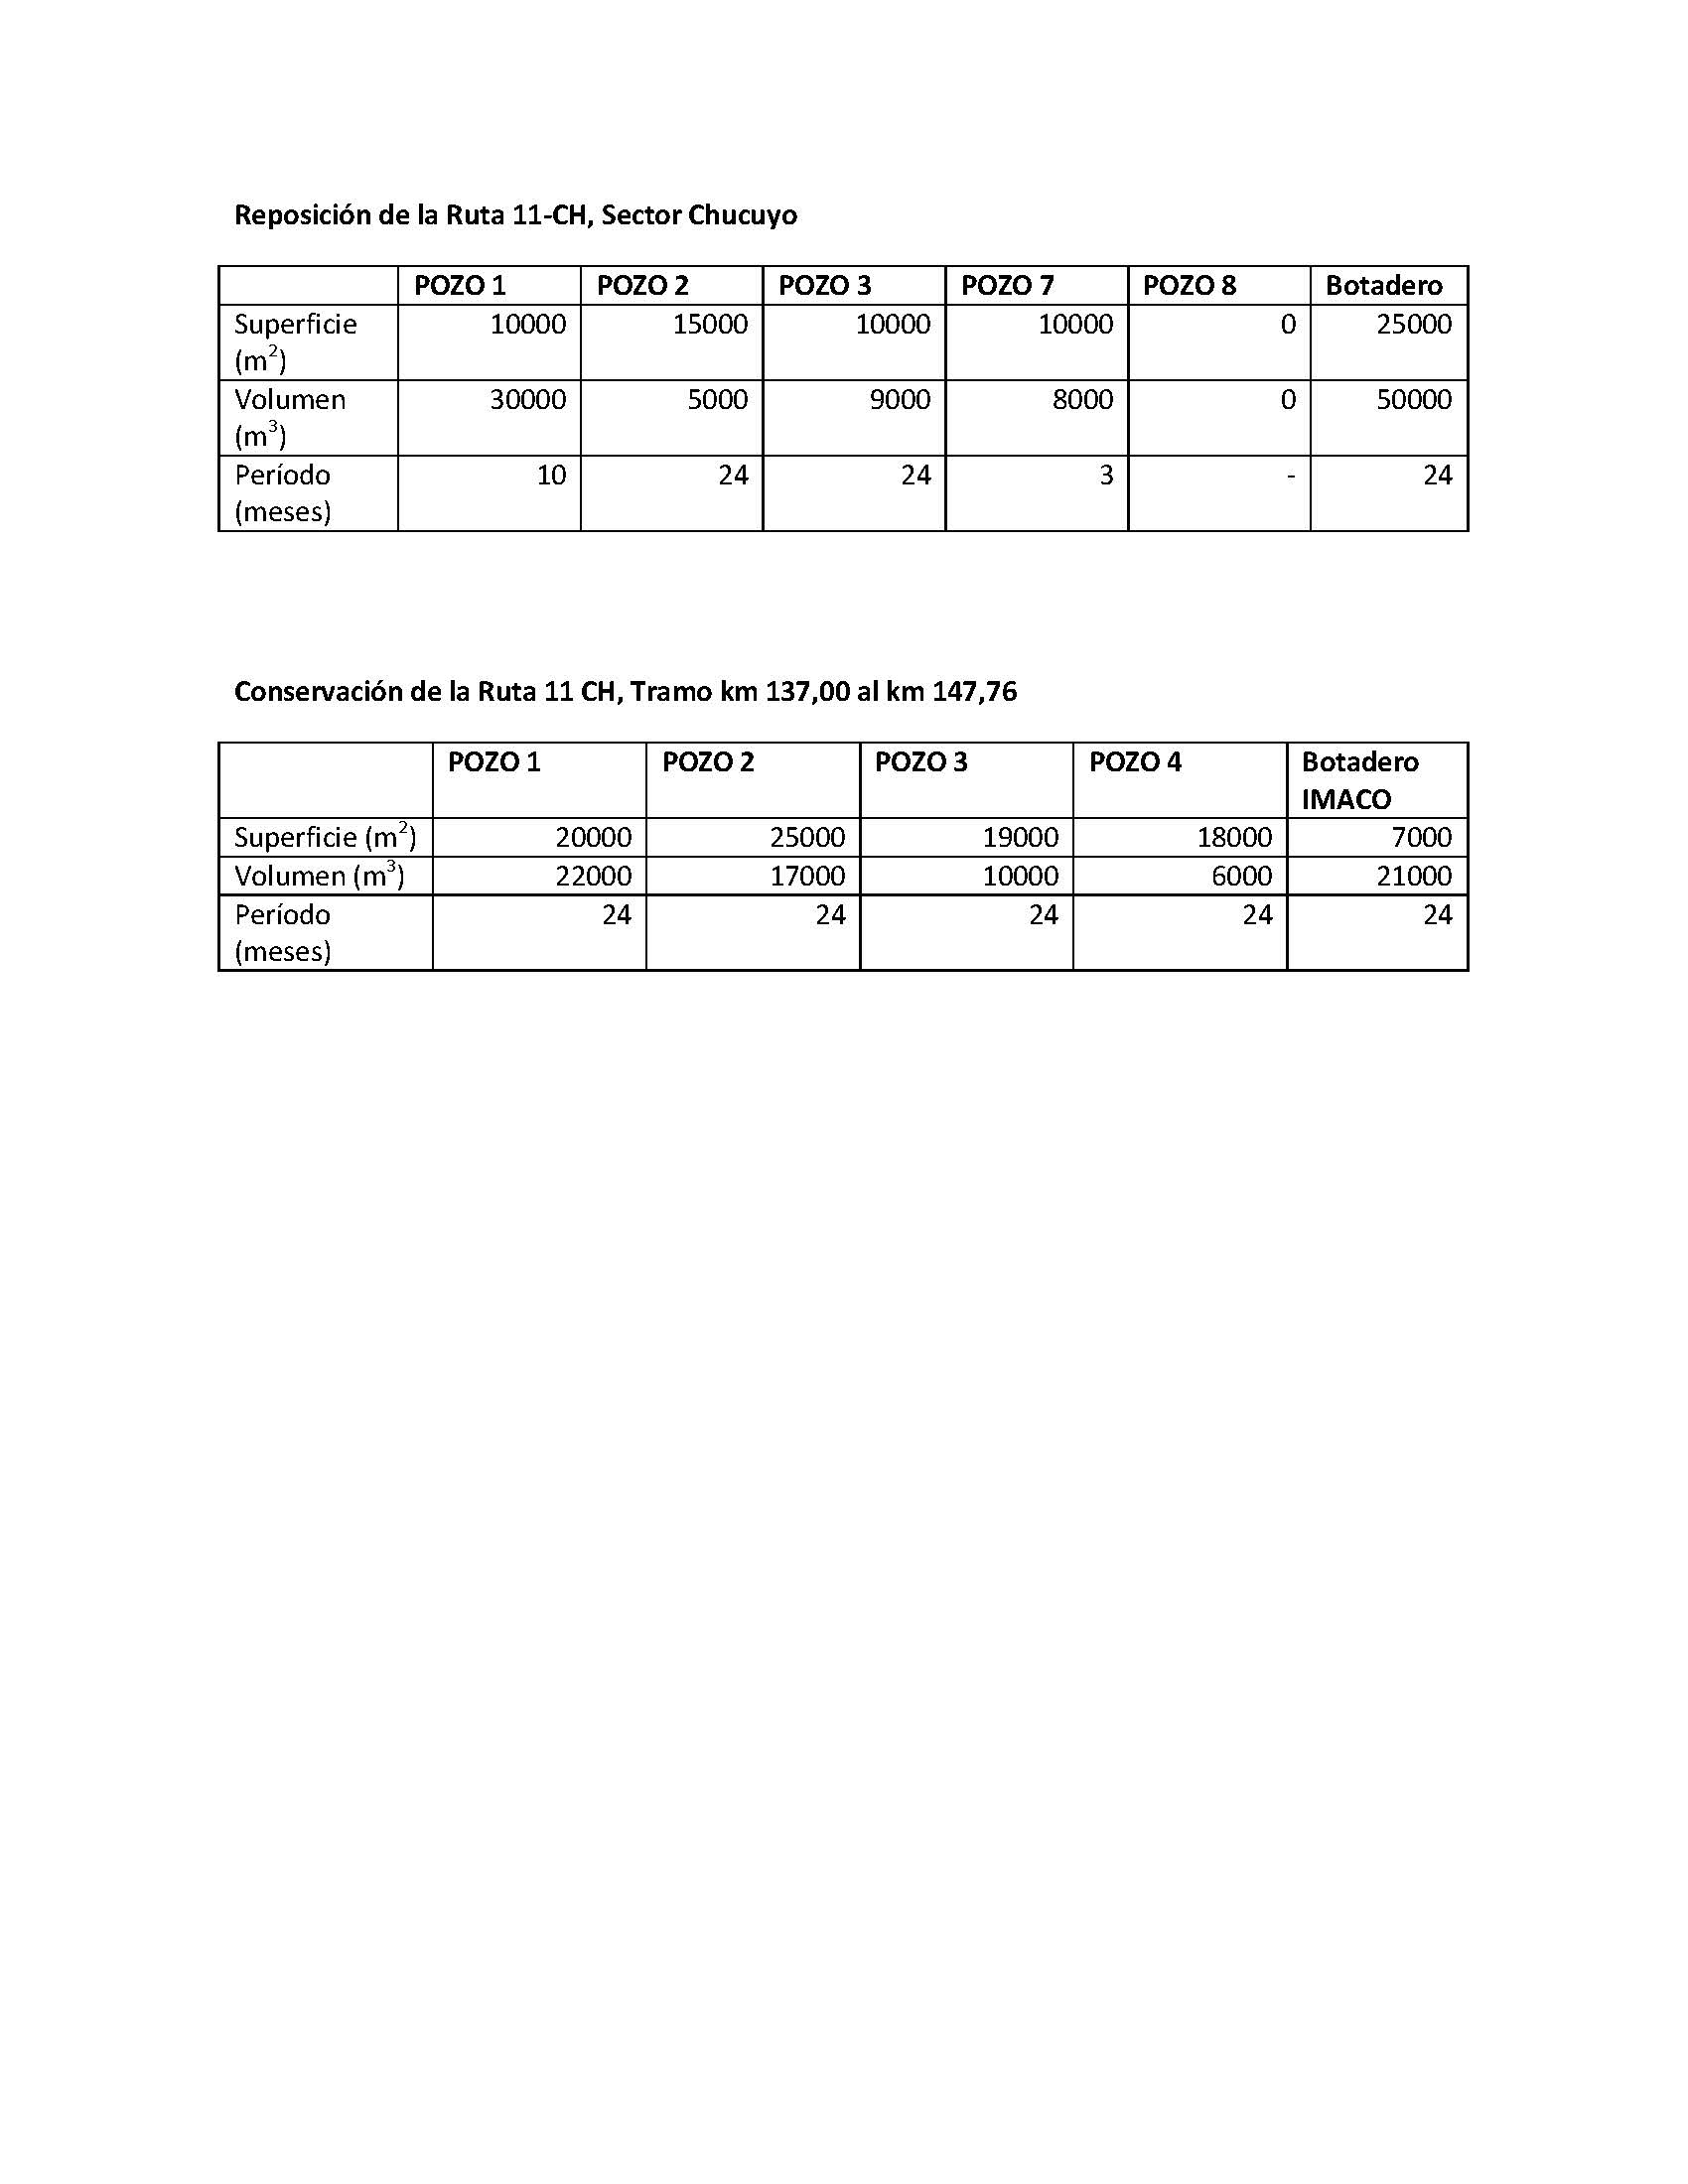 Reposición de la Ruta 11-CH, Sector Chucuyo
POZO 1 POZO 2 POZO 3 POZO 7 POZO 8 Botadero
Superficie (m²) 10000 15000 10000 10000 0 25000
Volumen (m³) 30000 5000 9000 8000 0 50000
Período (meses) 10 24 24 3 - 24
Conservación de la Ruta 11 CH, Tramo km 137,00 al km 147,76
POZO 1 POZO 2 POZO 3 POZO 4 Botadero IMACO
Superficie (m²) 20000 25000 19000 18000 7000
Volumen (m³) 22000 17000 10000 6000 21000
Período (meses) 24 24 24 24 24